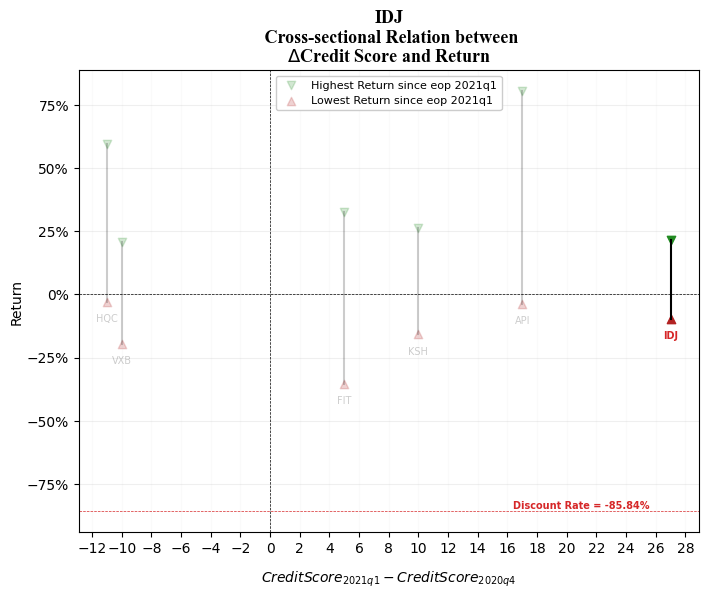 IDJ
Cross-sectional Relation between
ΔCredit Score and Return
Highest Return since eop 2021q1
Lowest Return since eop 2021q1
75%
50%
25%
0%
−25%
−50%
−75%
Return
HQC
VXB
FIT
KSH
API
IDJ
Discount Rate = -85.84%
−12 −10 −8 −6 −4 −2 0 2 4 6 8 10 12 14 16 18 20 22 24 26 28
CreditScore2021q1 − CreditScore2020q4